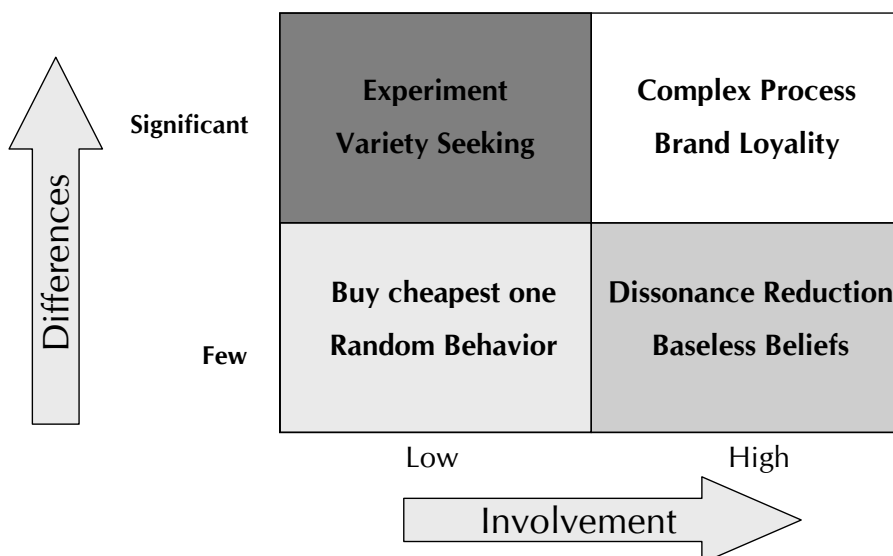 Differences
Significant
Experiment
Variety Seeking
Complex Process
Brand Loyality
Few
Buy cheapest one
Random Behavior
Dissonance Reduction
Baseless Beliefs
Low
High
Involvement